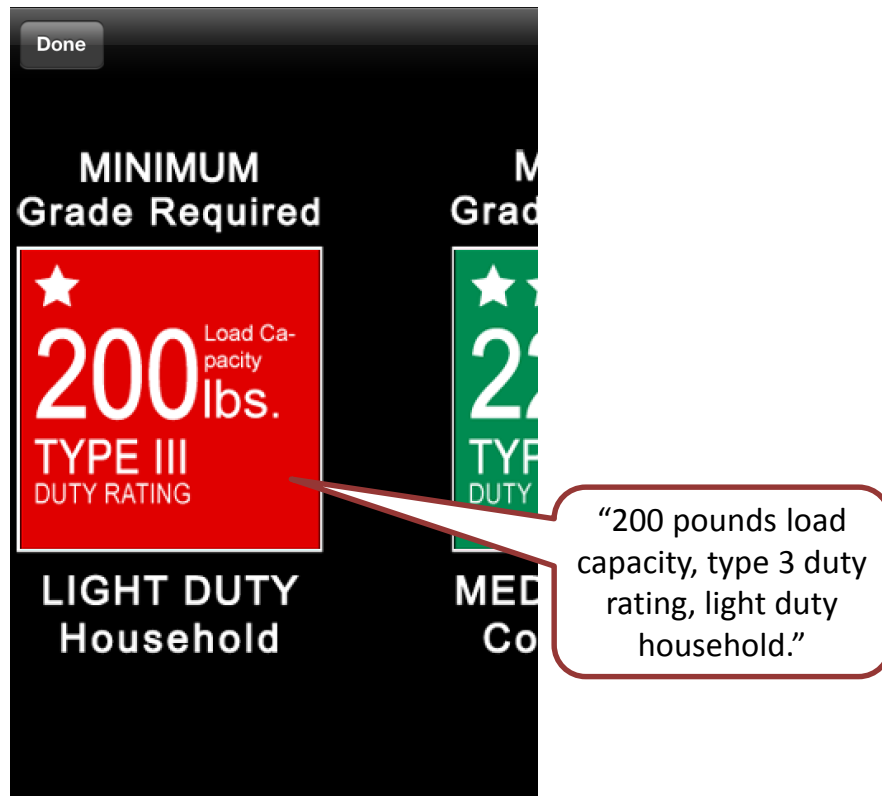 Done
MINIMUM
Grade Required
200 Load Ca-
pacity
lbs.
TYPE III
DUTY RATING
LIGHT DUTY
Household
M
Grad
22
TYP
DUTY
MED
Co
“200 pounds load
capacity, type 3 duty
rating, light duty
household.”